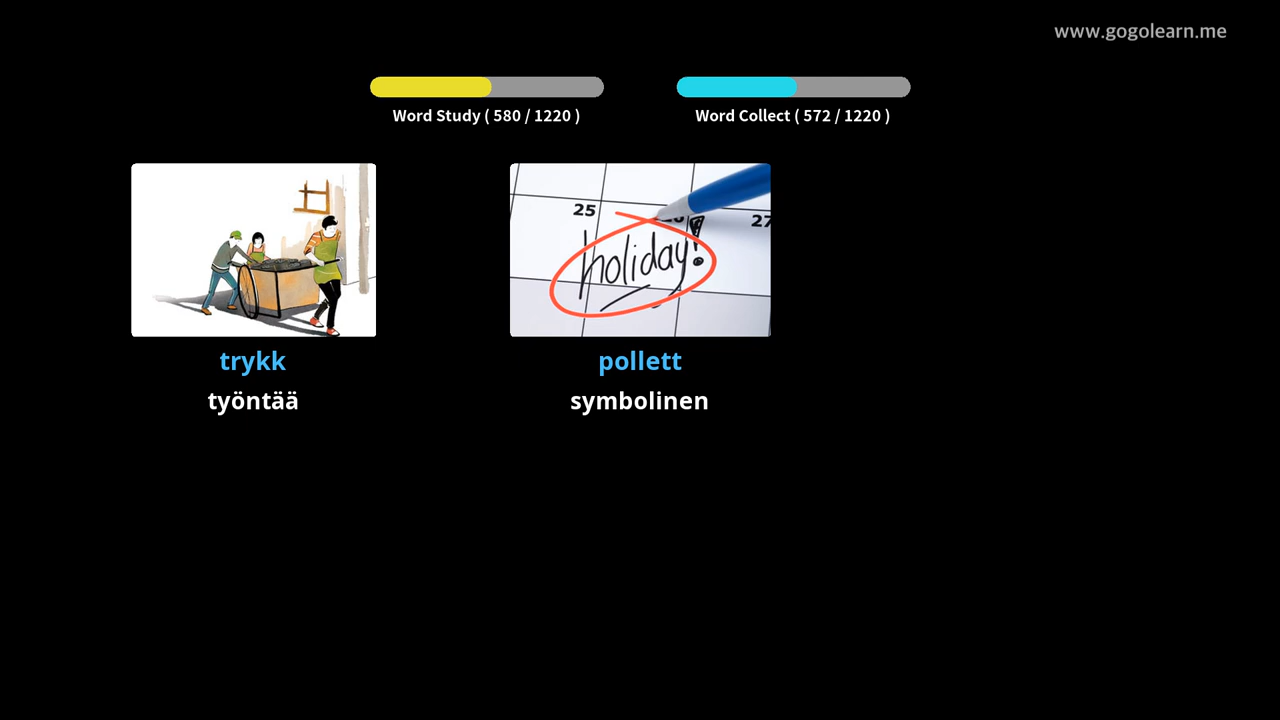 www.gogolearn.me
Word Study ( 580 / 1220 )
Word Collect ( 572 / 1220 )
25
27
holiday!
trykk
pollett
työntää
symbolinen